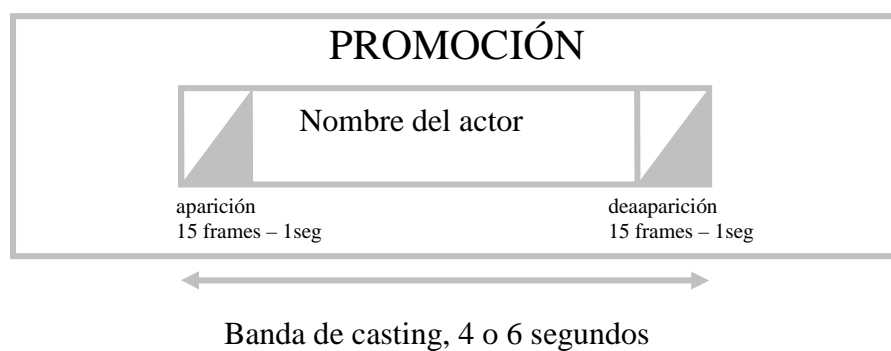 PROMOCIÓN
Nombre del actor
aparición
15 frames – 1seg
deaaparición
15 frames – 1seg
Banda de casting, 4 o 6 segundos